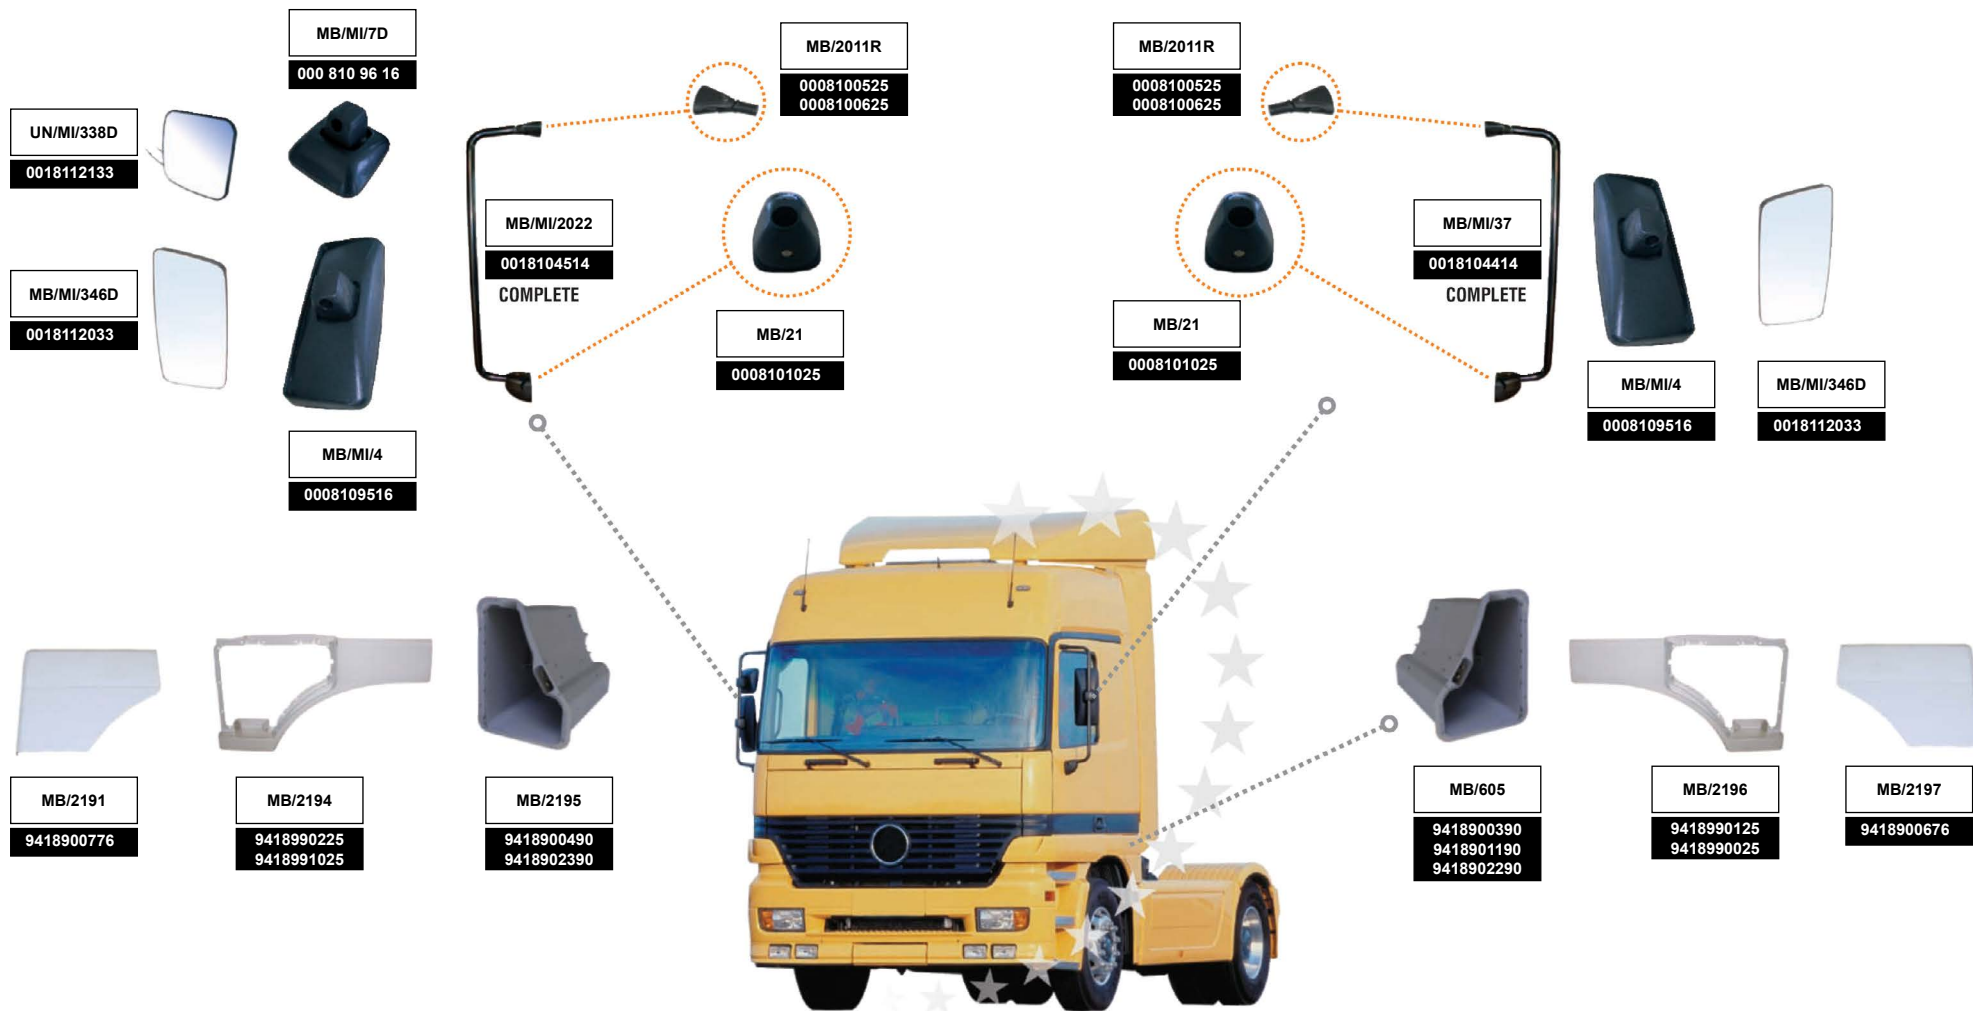 MB/MI/7D
000 810 96 16
MB/2011R
0008100525
0008100625
MB/2011R
0008100525
0008100625
UN/MI/338D
0018112133
MB/MI/2022
0018104514
COMPLETE
MB/MI/37
0018104414
COMPLETE
MB/MI/346D
0018112033
MB/21
0008101025
MB/21
0008101025
MB/MI/4
0008109516
MB/MI/346D
0018112033
MB/MI/4
0008109516
MB/2191
9418900776
MB/2194
9418990225
9418991025
MB/2195
9418900490
9418902390
MB/605
9418900390
9418901190
9418902290
MB/2196
9418990125
9418990025
MB/2197
9418900676